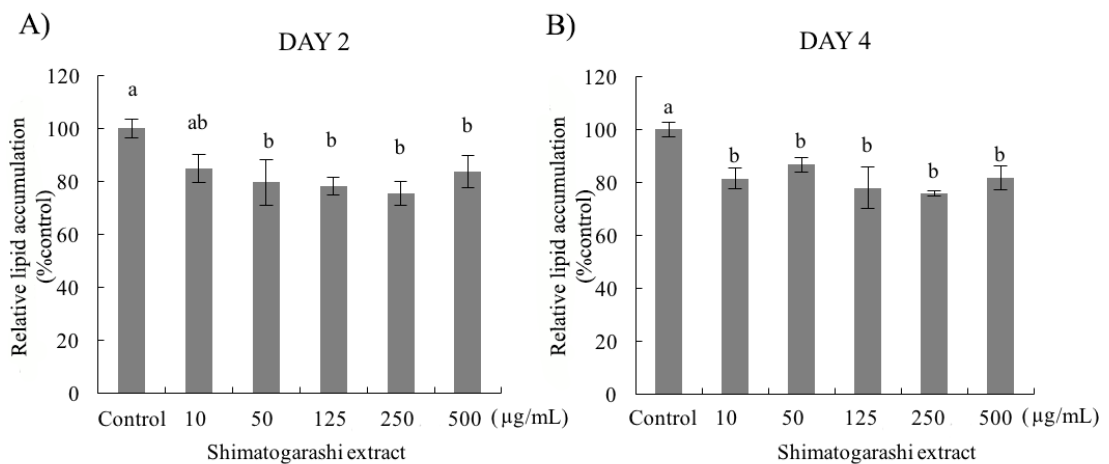 A)
DAY 2
Relative lipid accumulation
(%control)
120
100
80
60
40
20
0
a
ab
b
b
b
b
Control 10 50 125 250 500 (µg/mL)
Shimatogarashi extract
B)
DAY 4
Relative lipid accumulation
(%control)
120
100
80
60
40
20
0
a
b
b
b
b
b
Control 10 50 125 250 500 (µg/mL)
Shimatogarashi extract